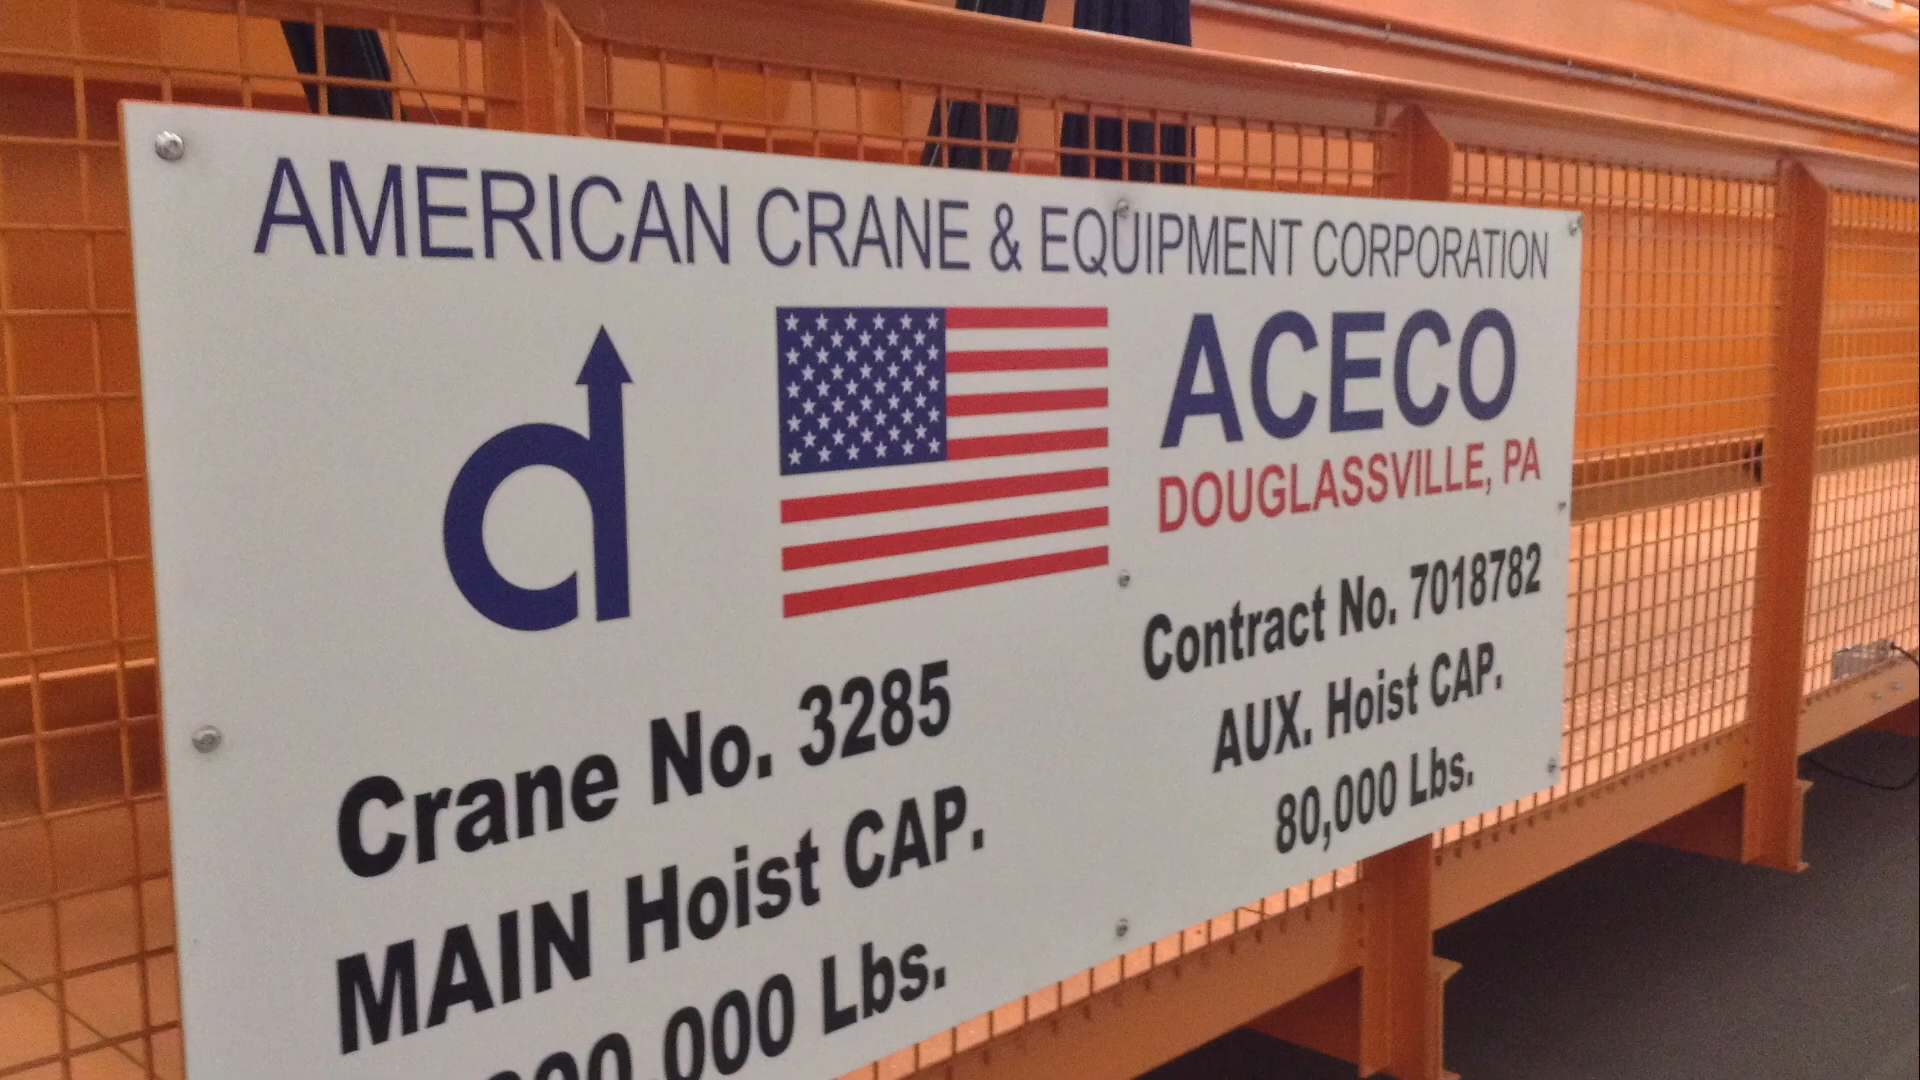 AMERICAN CRANE & EQUIPMENT CORPORATION
ACECO
DOUGLASSVILLE, PA
Crane No. 3285
MAIN Hoist CAP.
Contract No. 7018782
AUX. Hoist CAP.
80,000 Lbs.
Lbs.